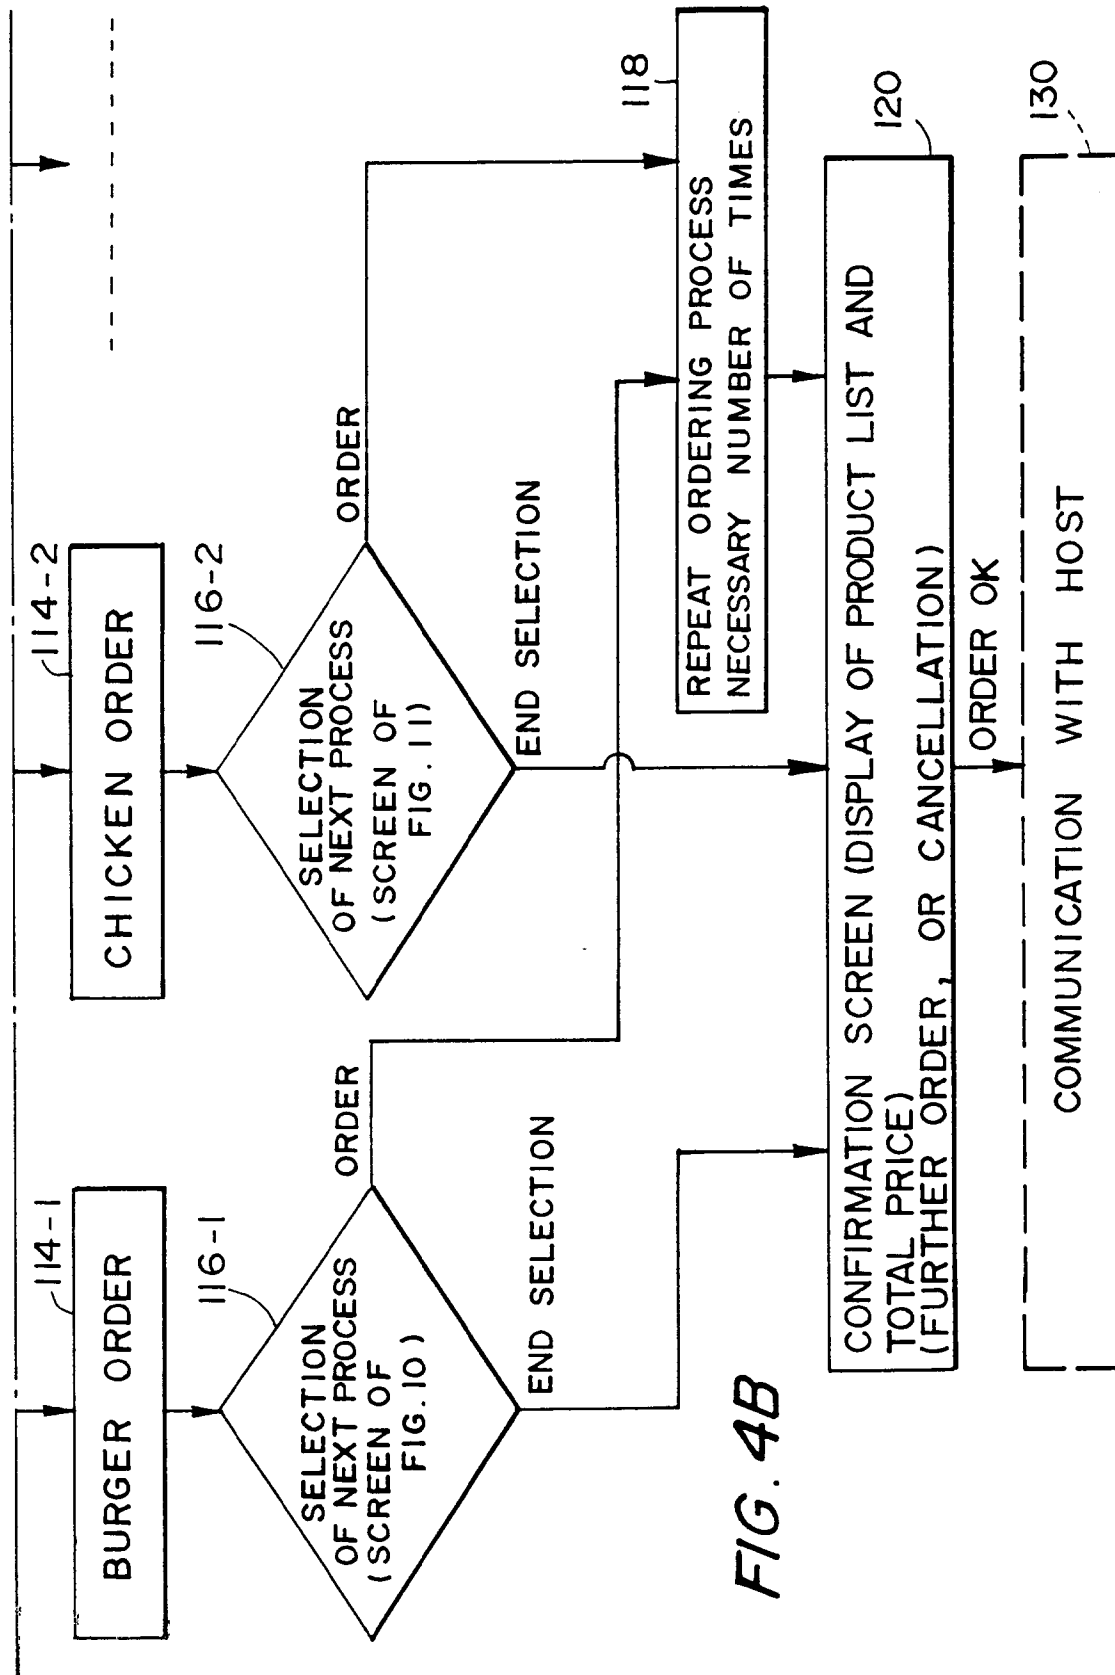 114-1
BURGER ORDER
114-2
CHICKEN ORDER
116-1
SELECTION
OF NEXT PROCESS
(SCREEN OF
FIG.10)
ORDER
END SELECTION
116-2
SELECTION
OF NEXT PROCESS
(SCREEN OF
FIG.11)
ORDER
END SELECTION
118
REPEAT ORDERING PROCESS
NECESSARY NUMBER OF TIMES
120
CONFIRMATION SCREEN (DISPLAY OF PRODUCT LIST AND
TOTAL PRICE)
(FURTHER ORDER, OR CANCELLATION)
ORDER OK
130
COMMUNICATION WITH HOST
FIG. 4B